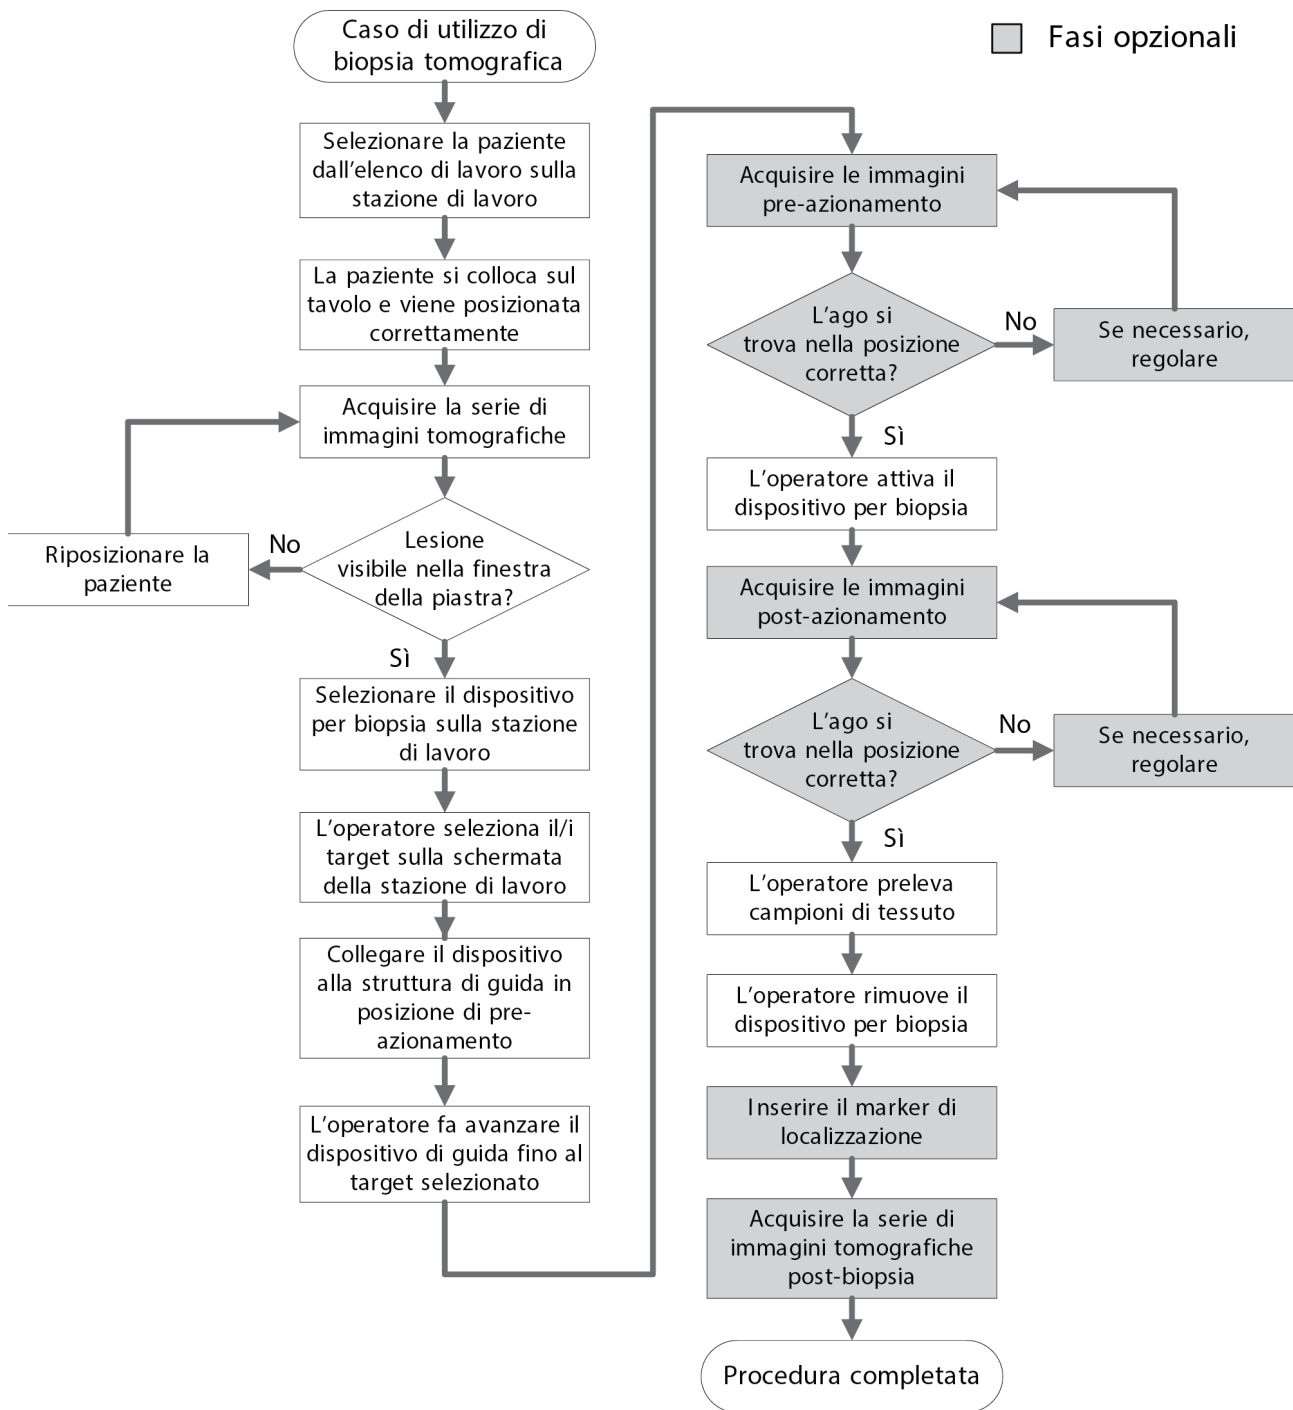 Caso di utilizzo di
biopsia tomografica
Selezionare la paziente
dall'elenco di lavoro sulla
stazione di lavoro
La paziente si colloca sul
tavolo e viene posizionata
correttamente
Acquisire la serie di
immagini tomografiche
Lesione
visibile nella finestra
della piastra?
No
Riposizionare la
paziente
Sì
Selezionare il dispositivo
per biopsia sulla stazione
di lavoro
L'operatore seleziona il/i
target sulla schermata
della stazione di lavoro
Collegare il dispositivo
alla struttura di guida in
posizione di pre-
azionamento
L'operatore fa avanzare il
dispositivo di guida fino al
target selezionato
Fasi opzionali
Acquisire le immagini
pre-azionamento
L'ago si
trova nella posizione
corretta?
No
Se necessario,
regolare
Sì
L'operatore attiva il
dispositivo per biopsia
Acquisire le immagini
post-azionamento
L'ago si
trova nella posizione
corretta?
No
Se necessario,
regolare
Sì
L'operatore preleva
campioni di tessuto
L'operatore rimuove il
dispositivo per biopsia
Inserire il marker di
localizzazione
Acquisire la serie di
immagini tomografiche
post-biopsia
Procedura completata